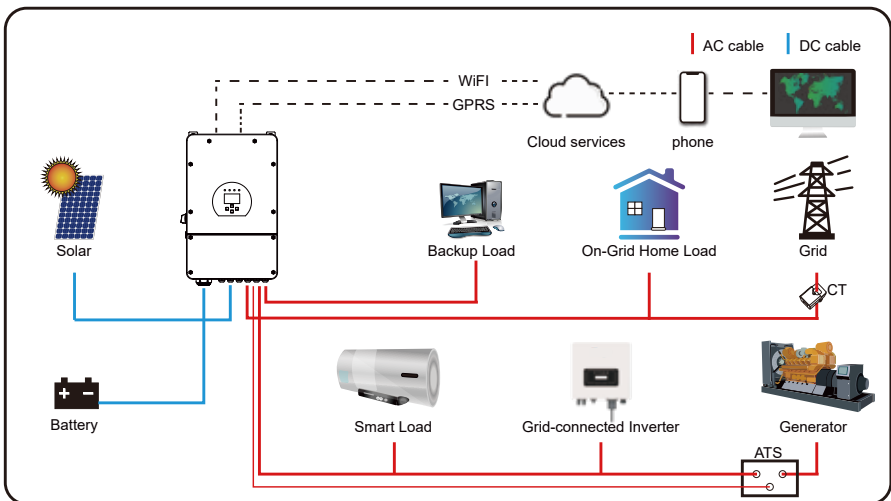 AC cable
DC cable
WiFI
GPRS
Cloud services
phone
Solar
Backup Load
On-Grid Home Load
Grid
CT
Battery
Smart Load
Grid-connected Inverter
Generator
ATS